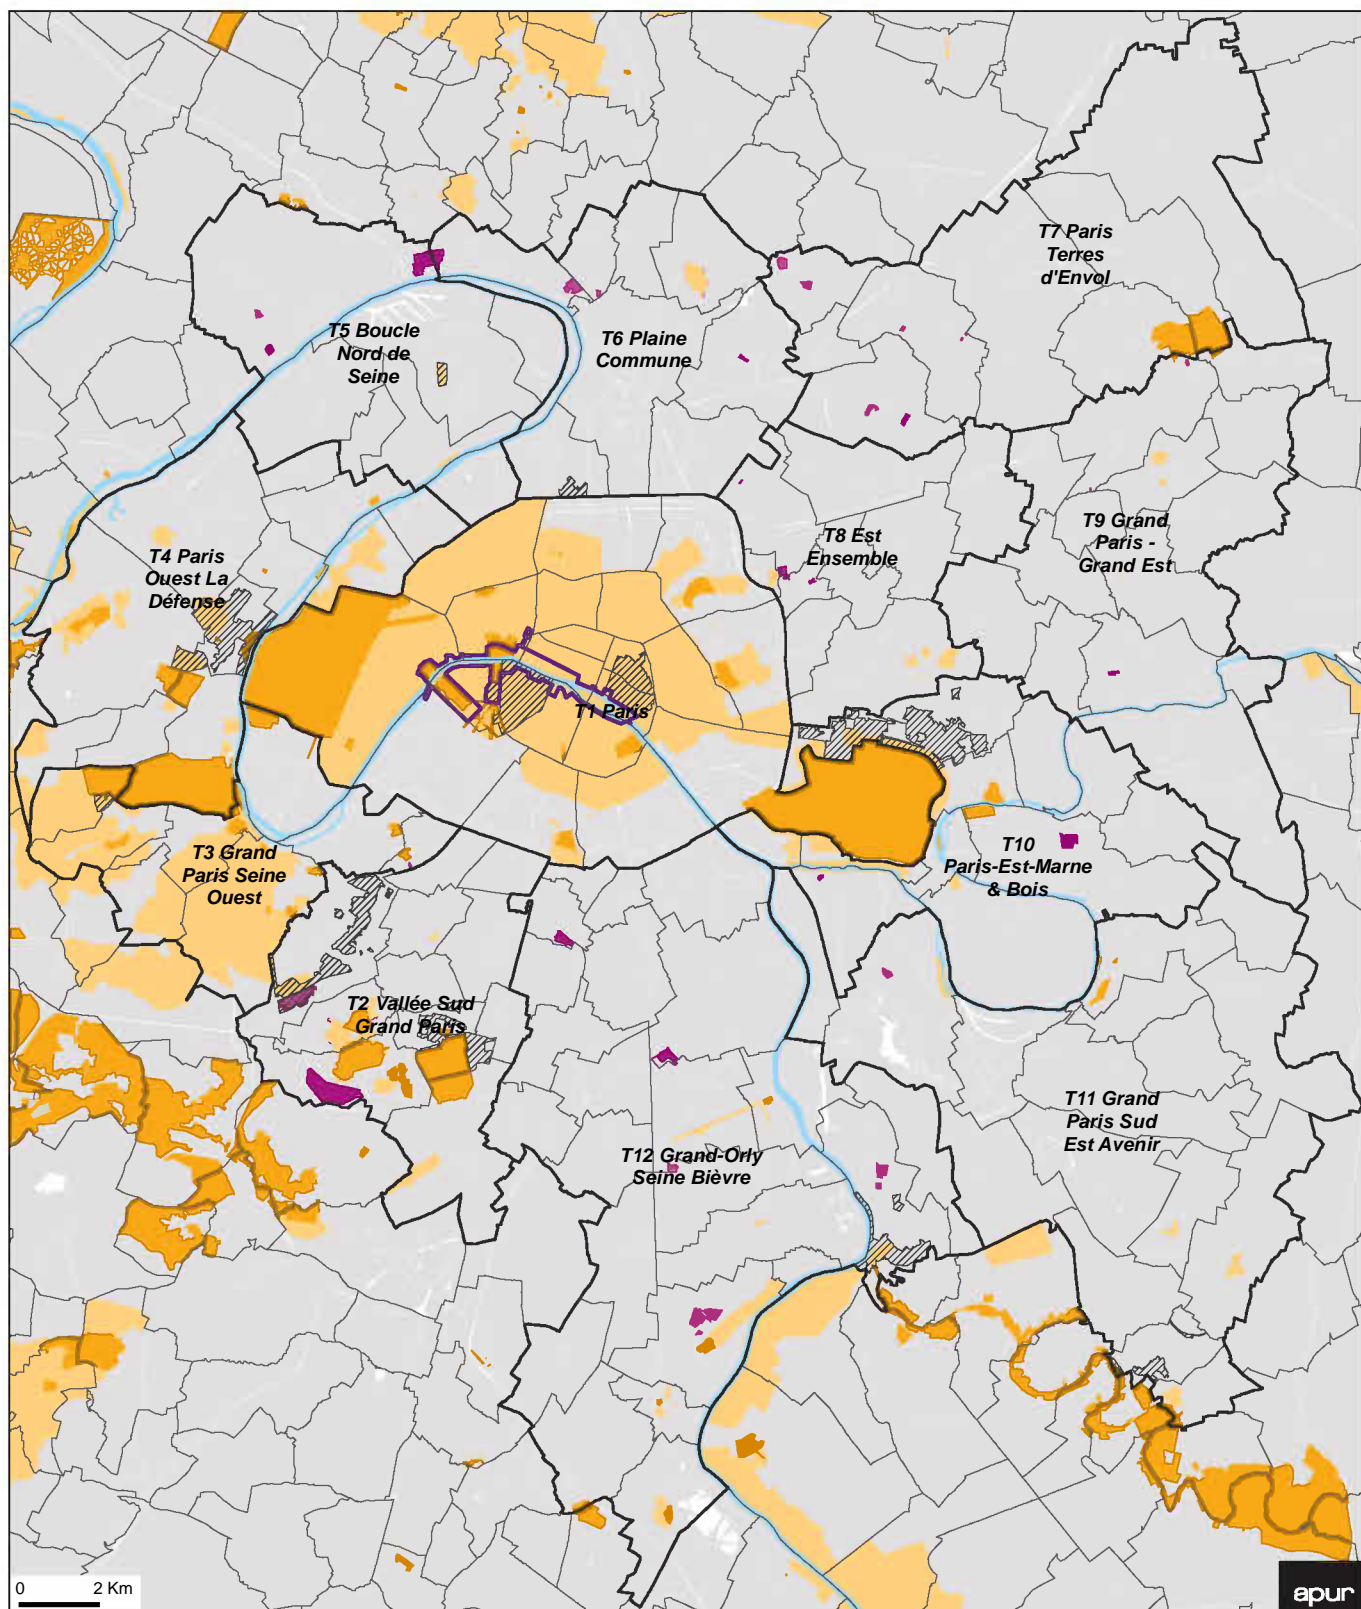 T7 Paris
Terres
d'Envol
T5 Boucle
Nord de
Seine
T6 Plaine
Commune
T4 Paris
Ouest La
Défense
T8 Est
Ensemble
T9 Grand
Paris -
Grand Est
T1 Paris
T3 Grand
Paris Seine
Ouest
T10
Paris-Est-Marne
& Bois
T2 Vallée Sud
Grand Paris
T11 Grand
Paris Sud
Est Avenir
T12 Grand-Orly
Seine Bièvre
0 2 Km
apur